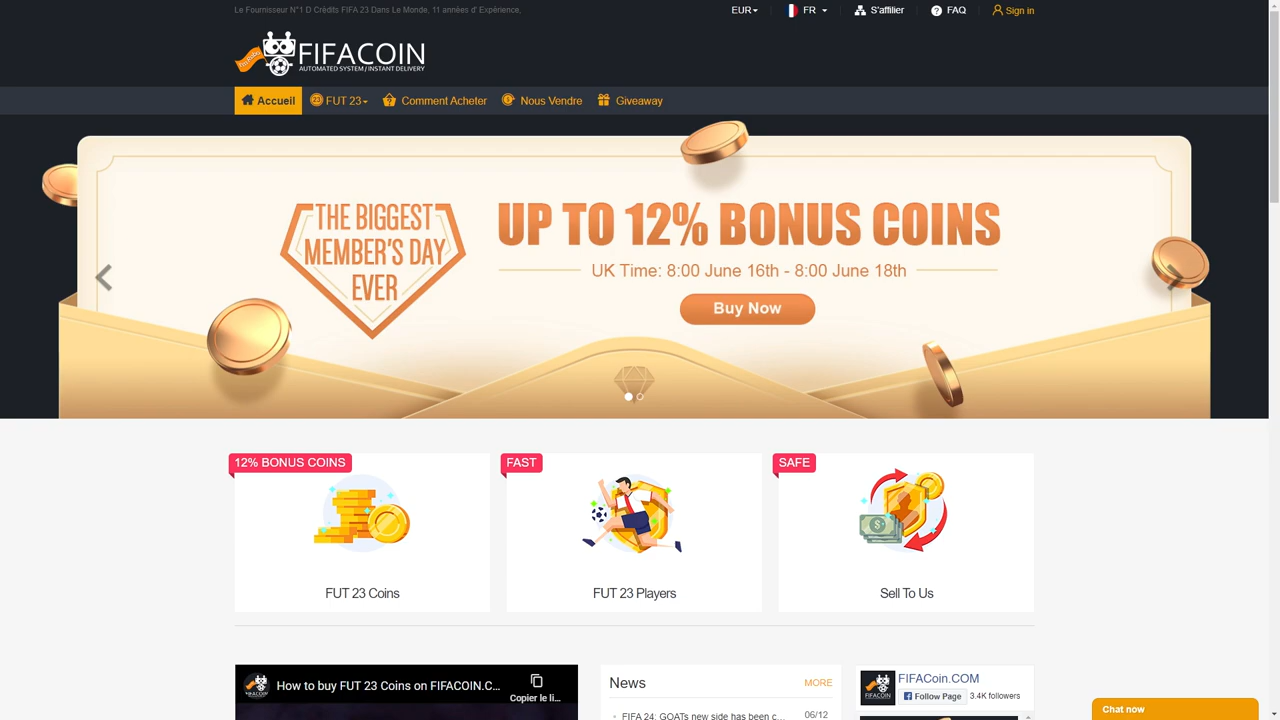 Le Fournisseur N°1 D Crédits FIFA 23 Dans Le Monde, 11 années d' Expérience,
EUR
FR
S'affilier
FAQ
Sign in
FIFACOIN
AUTOMATED SYSTEM / INSTANT DELIVERY
Accueil
23 FUT 23
Comment Acheter
Nous Vendre
Giveaway
THE BIGGEST
MEMBER'S DAY
EVER
UP TO 12% BONUS COINS
UK Time: 8:00 June 16th - 8:00 June 18th
Buy Now
12% BONUS COINS
FUT 23 Coins
FAST
FUT 23 Players
SAFE
Sell To Us
How to buy FUT 23 Coins on FIFACOIN.C...
Copier le li...
News
MORE
FIFA 24: GOATs new side has been c...
06/12
FIFACoin.COM
Follow Page
3.4K followers
Chat now